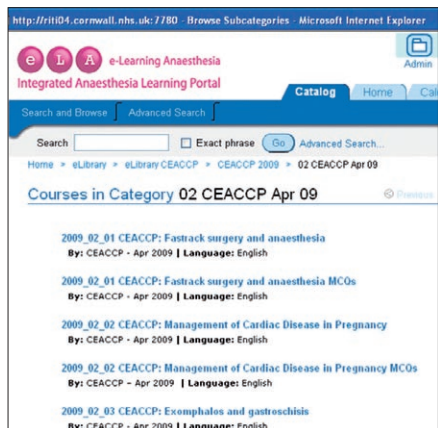 http://riti04.cornwall.nhs.uk:7780 - Browse Subcategories - Microsoft Internet Explorer
e L A e-Learning Anaesthesia
Admin
Integrated Anaesthesia Learning Portal
Catalog Home Cal
Search and Browse Advanced Search
Search Exact phrase Go Advanced Search...
Home > eLibrary > eLibrary CEACCP > CEACCP 2009 > 02 CEACCP Apr 09
Courses in Category 02 CEACCP Apr 09 Previous
2009_02_01 CEACCP: Fastrack surgery and anaesthesia
By: CEACCP - Apr 2009 | Language: English
2009_02_01 CEACCP: Fastrack surgery and anaesthesia MCQs
By: CEACCP - Apr 2009 | Language: English
2009_02_02 CEACCP: Management of Cardiac Disease in Pregnancy
By: CEACCP - Apr 2009 | Language: English
2009_02_02 CEACCP: Management of Cardiac Disease in Pregnancy MCQs
By: CEACCP - Apr 2009 | Language: English
2009_02_03 CEACCP: Exomphalos and gastroschisis
By: CEACCP - Apr 2009 | Language: English